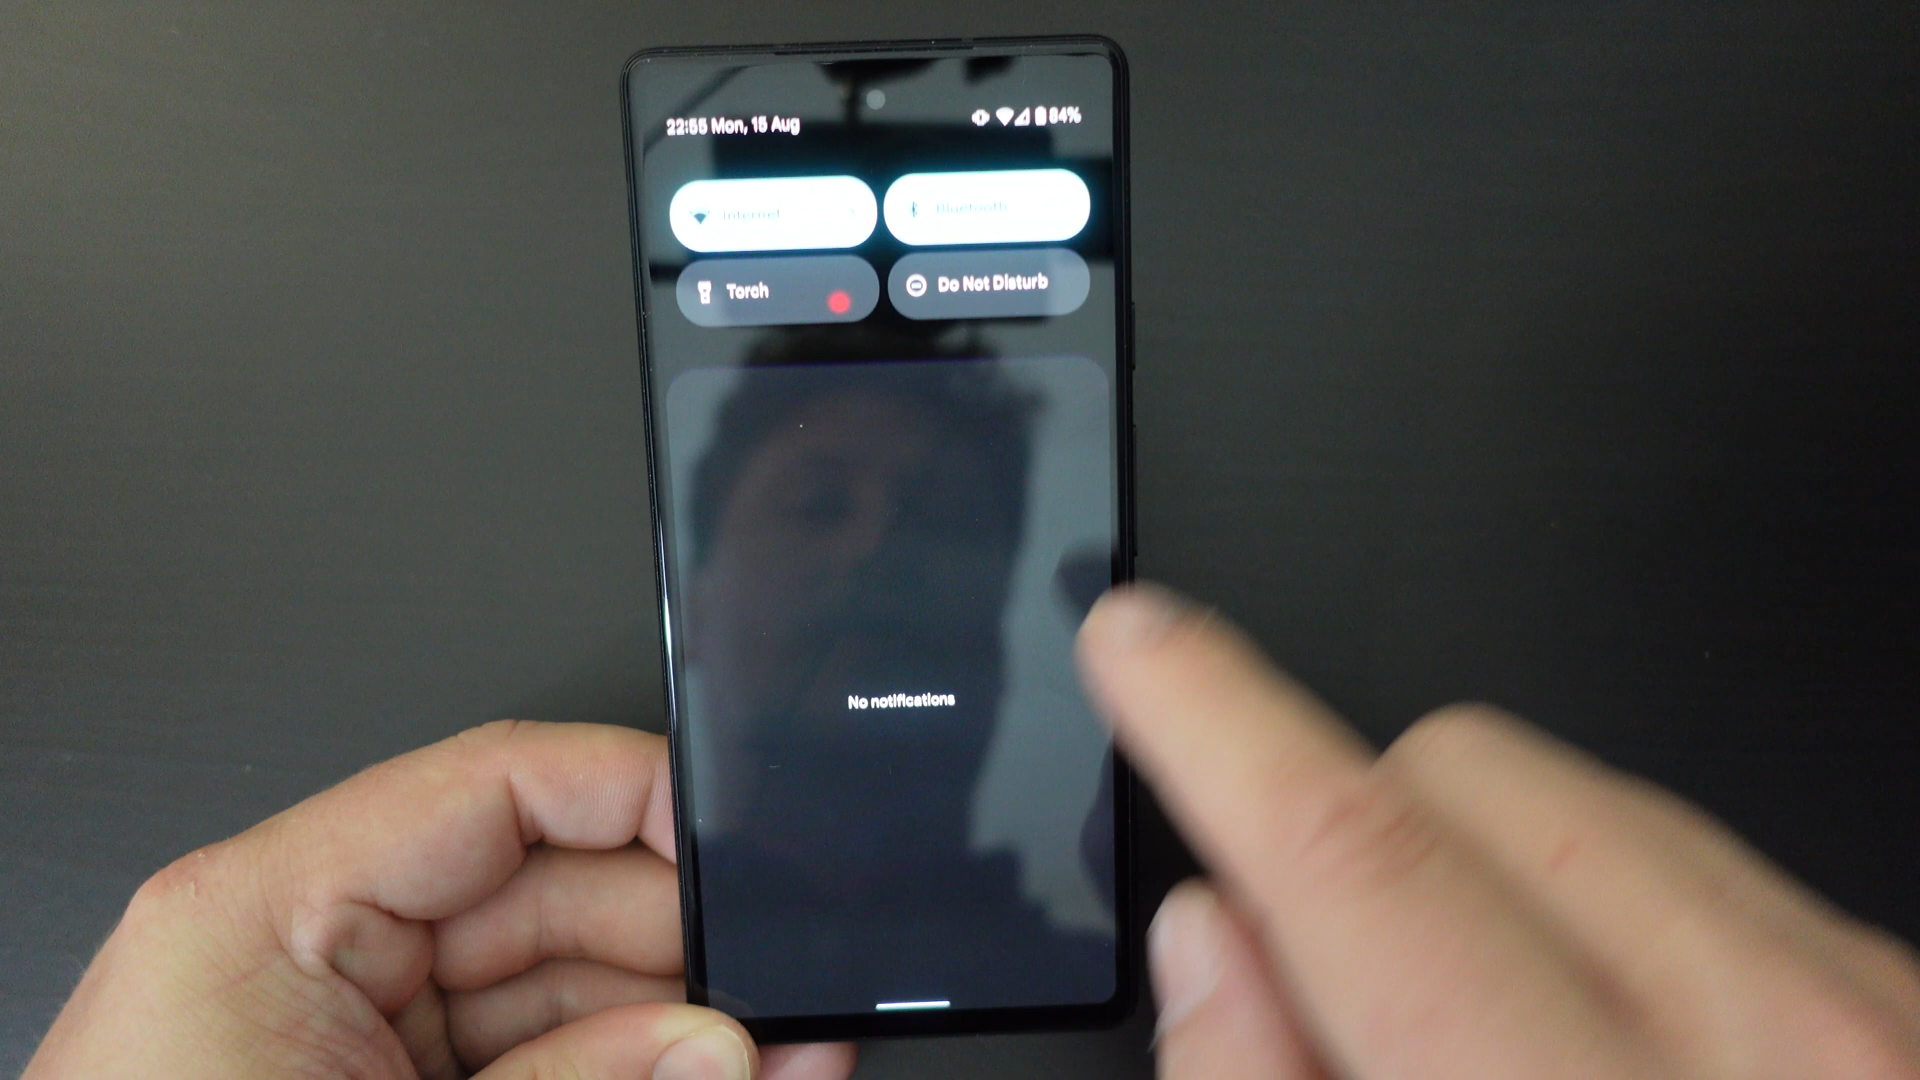 22:55 Mon, 15 Aug
84%
Internet
Bluetooth
Torch
Do Not Disturb
No notifications